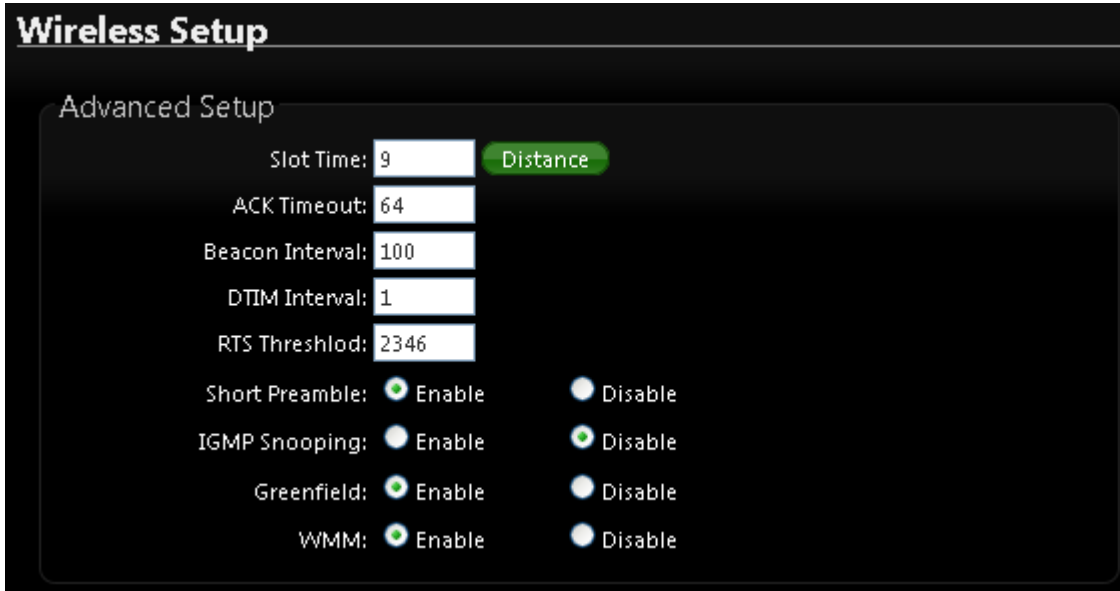 Wireless Setup
Advanced Setup
Slot Time: 9 Distance
ACK Timeout: 64
Beacon Interval: 100
DTIM Interval: 1
RTS Threshlod: 2346
Short Preamble: Enable Disable
IGMP Snooping: Enable Disable
Greenfield: Enable Disable
WMM: Enable Disable